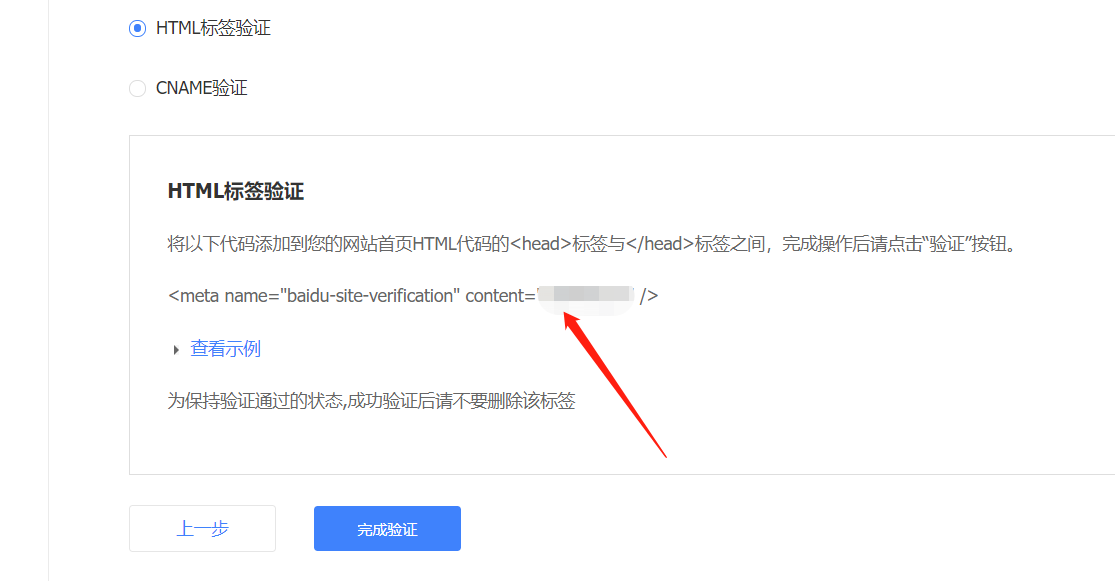 HTML标签验证
CNAME验证
HTML标签验证
将以下代码添加到您的网站首页HTML代码的<head>标签与</head>标签之间，完成操作后请点击“验证”按钮。
<meta name="baidu-site-verification" content=" />
查看示例
为保持验证通过的状态,成功验证后请不要删除该标签
上一步
完成验证